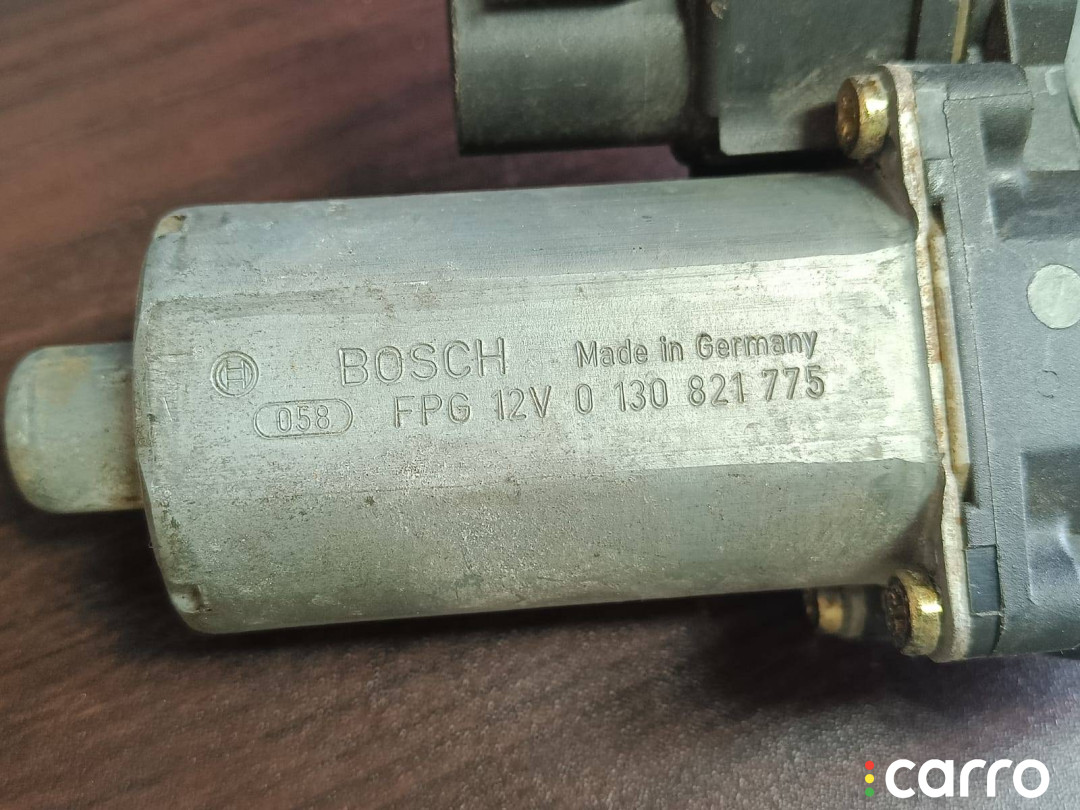 BOSCH Made in Germany
058 FPG 12V 0 130 821 775
carro